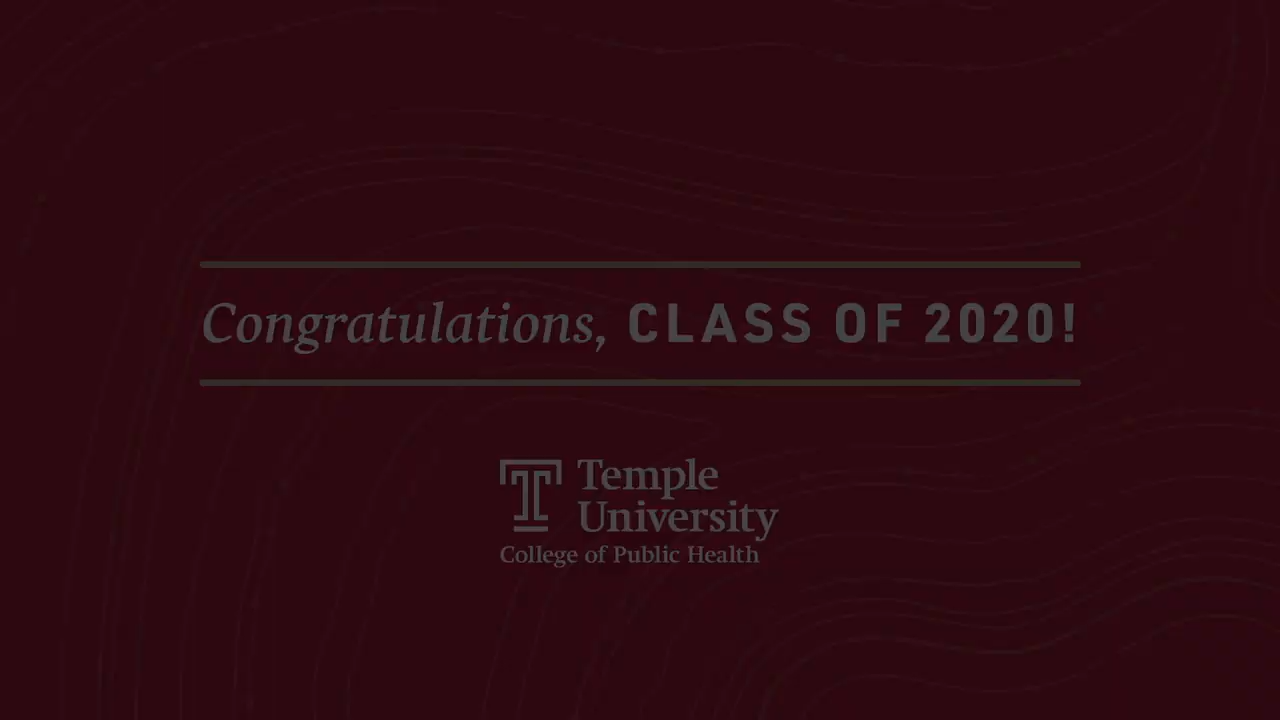 Congratulations, CLASS OF 2020!
Temple
University
College of Public Health